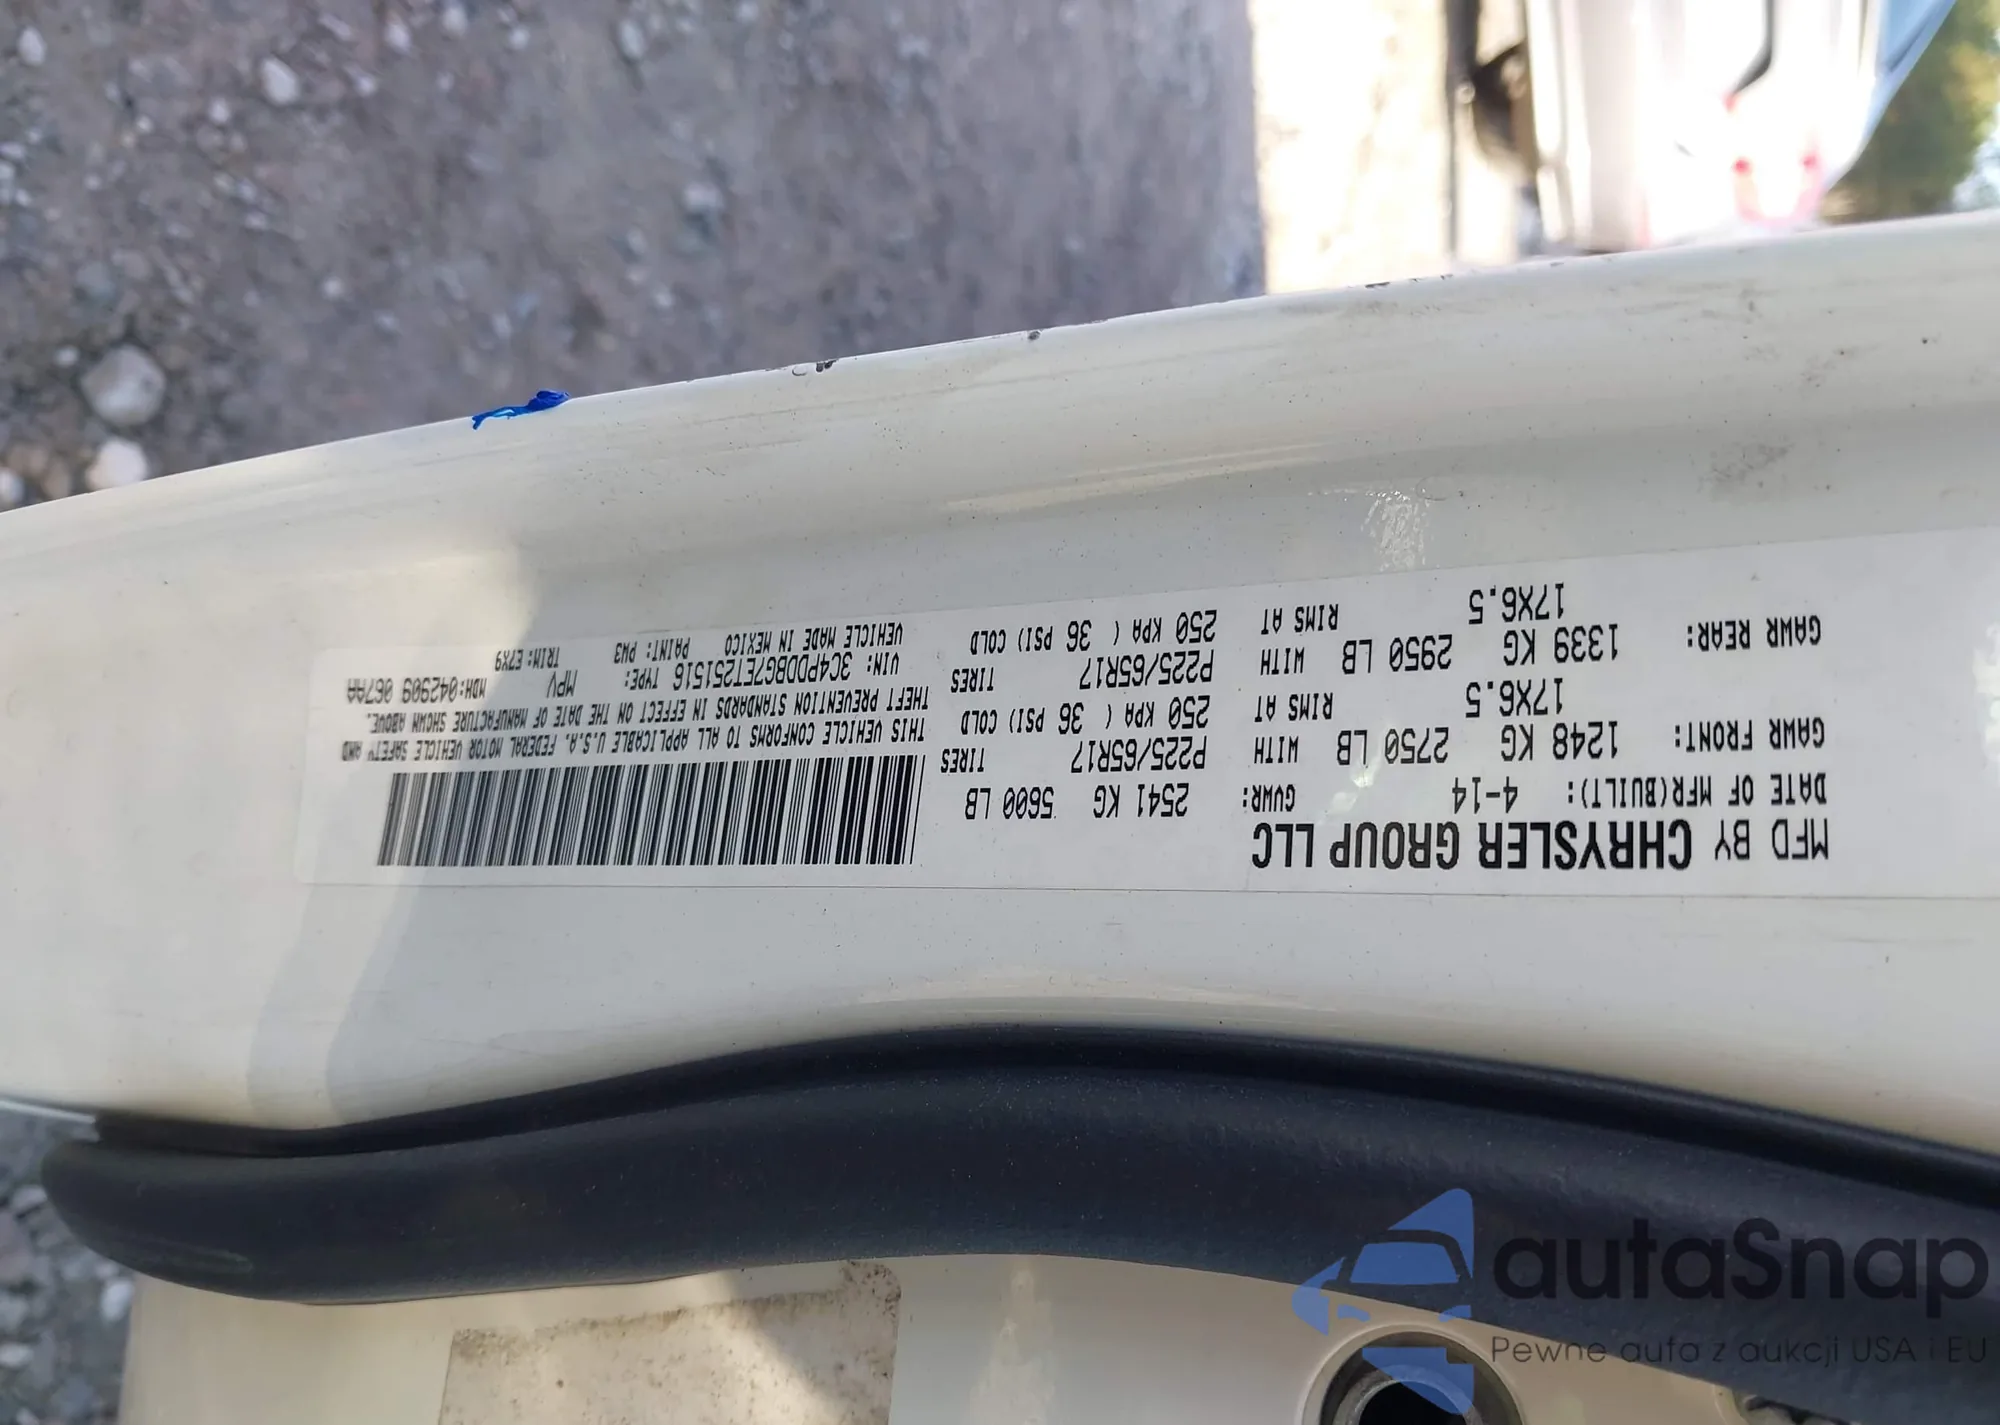 MFD BY CHRYSLER GROUP LLC
DATE OF MFR(BUILT): 4-14 GVWR: 2541 KG 5600 LB
GAWR FRONT: 1248 KG 2750 LB WITH P225/65R17 TIRES
17X6.5 RIMS AT 250 KPA ( 36 PSI) COLD
GAWR REAR: 1339 KG 2950 LB WITH P225/65R17 TIRES
17X6.5 RIMS AT 250 KPA ( 36 PSI) COLD
THIS VEHICLE CONFORMS TO ALL APPLICABLE U.S.A. FEDERAL MOTOR VEHICLE SAFETY AND
THEFT PREVENTION STANDARDS IN EFFECT ON THE DATE OF MANUFACTURE SHOWN ABOVE.
VIN: 3C4PDDBG7ET251516 TYPE: MPV MDH:042909 067AA
VEHICLE MADE IN MEXICO PAINT: PW3 TRIM: E7X9
autaSnap
Pewne auta z aukcji USA i EU